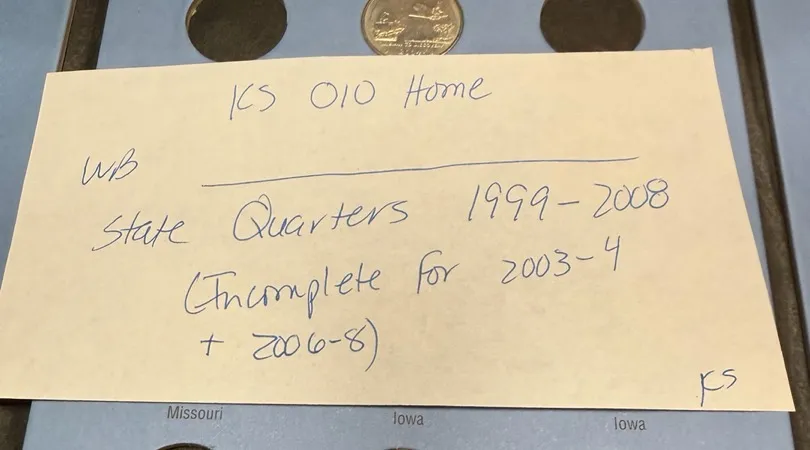 KS 010 Home
WB
State Quarters 1999-2008
(Incomplete for 2003-4
+ 2006-8)
KS
Missouri Iowa Iowa